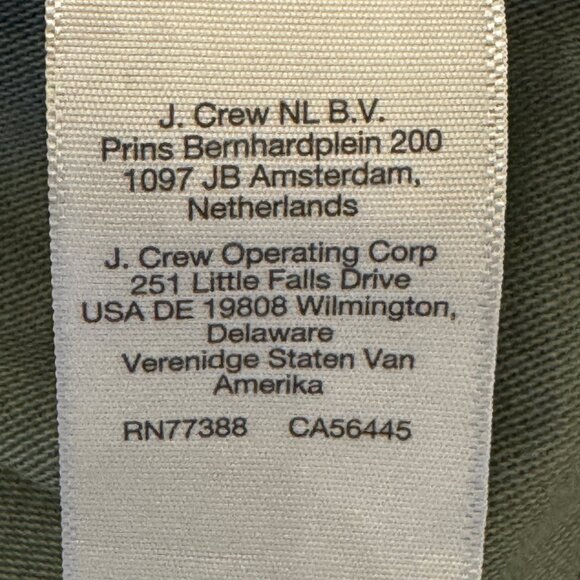 J. Crew NL B.V.
Prins Bernhardplein 200
1097 JB Amsterdam,
Netherlands
J. Crew Operating Corp
251 Little Falls Drive
USA DE 19808 Wilmington,
Delaware
Verenidge Staten Van
Amerika
RN77388 CA56445